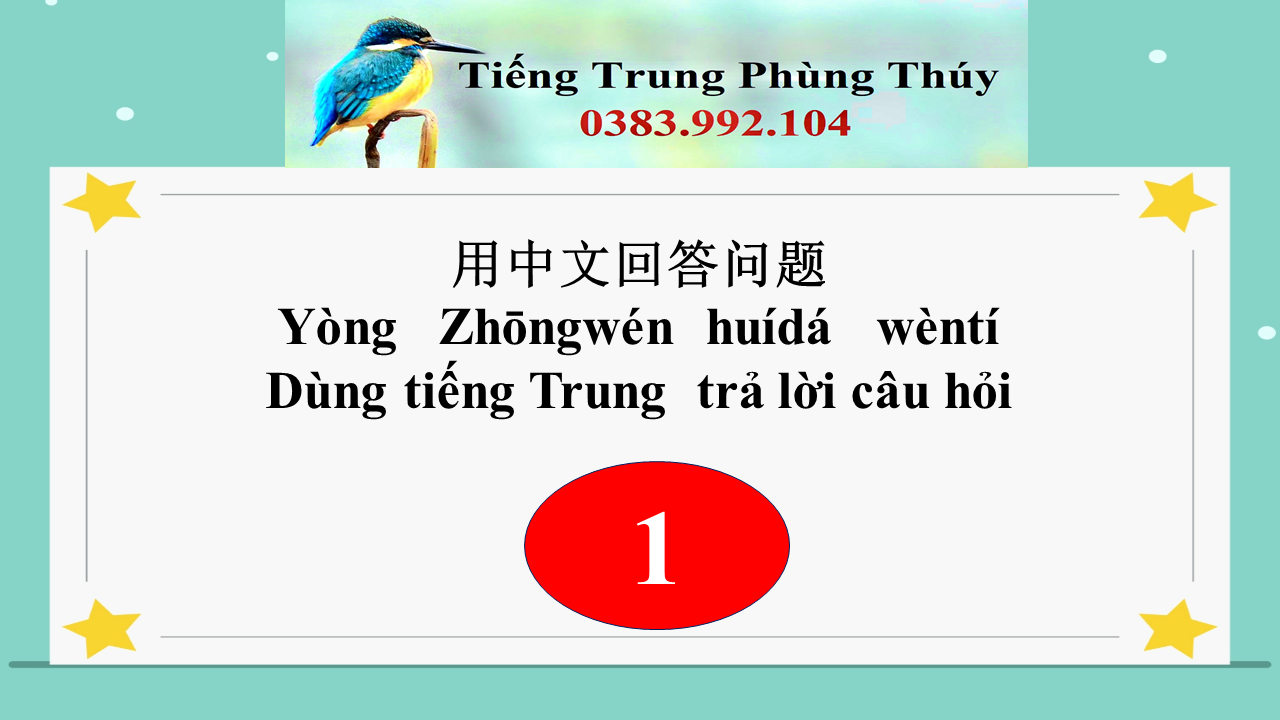 Tiếng Trung Phùng Thúy
0383.992.104
用中文回答问题
Yòng Zhōngwén huídá wèntí
Dùng tiếng Trung trả lời câu hỏi
1